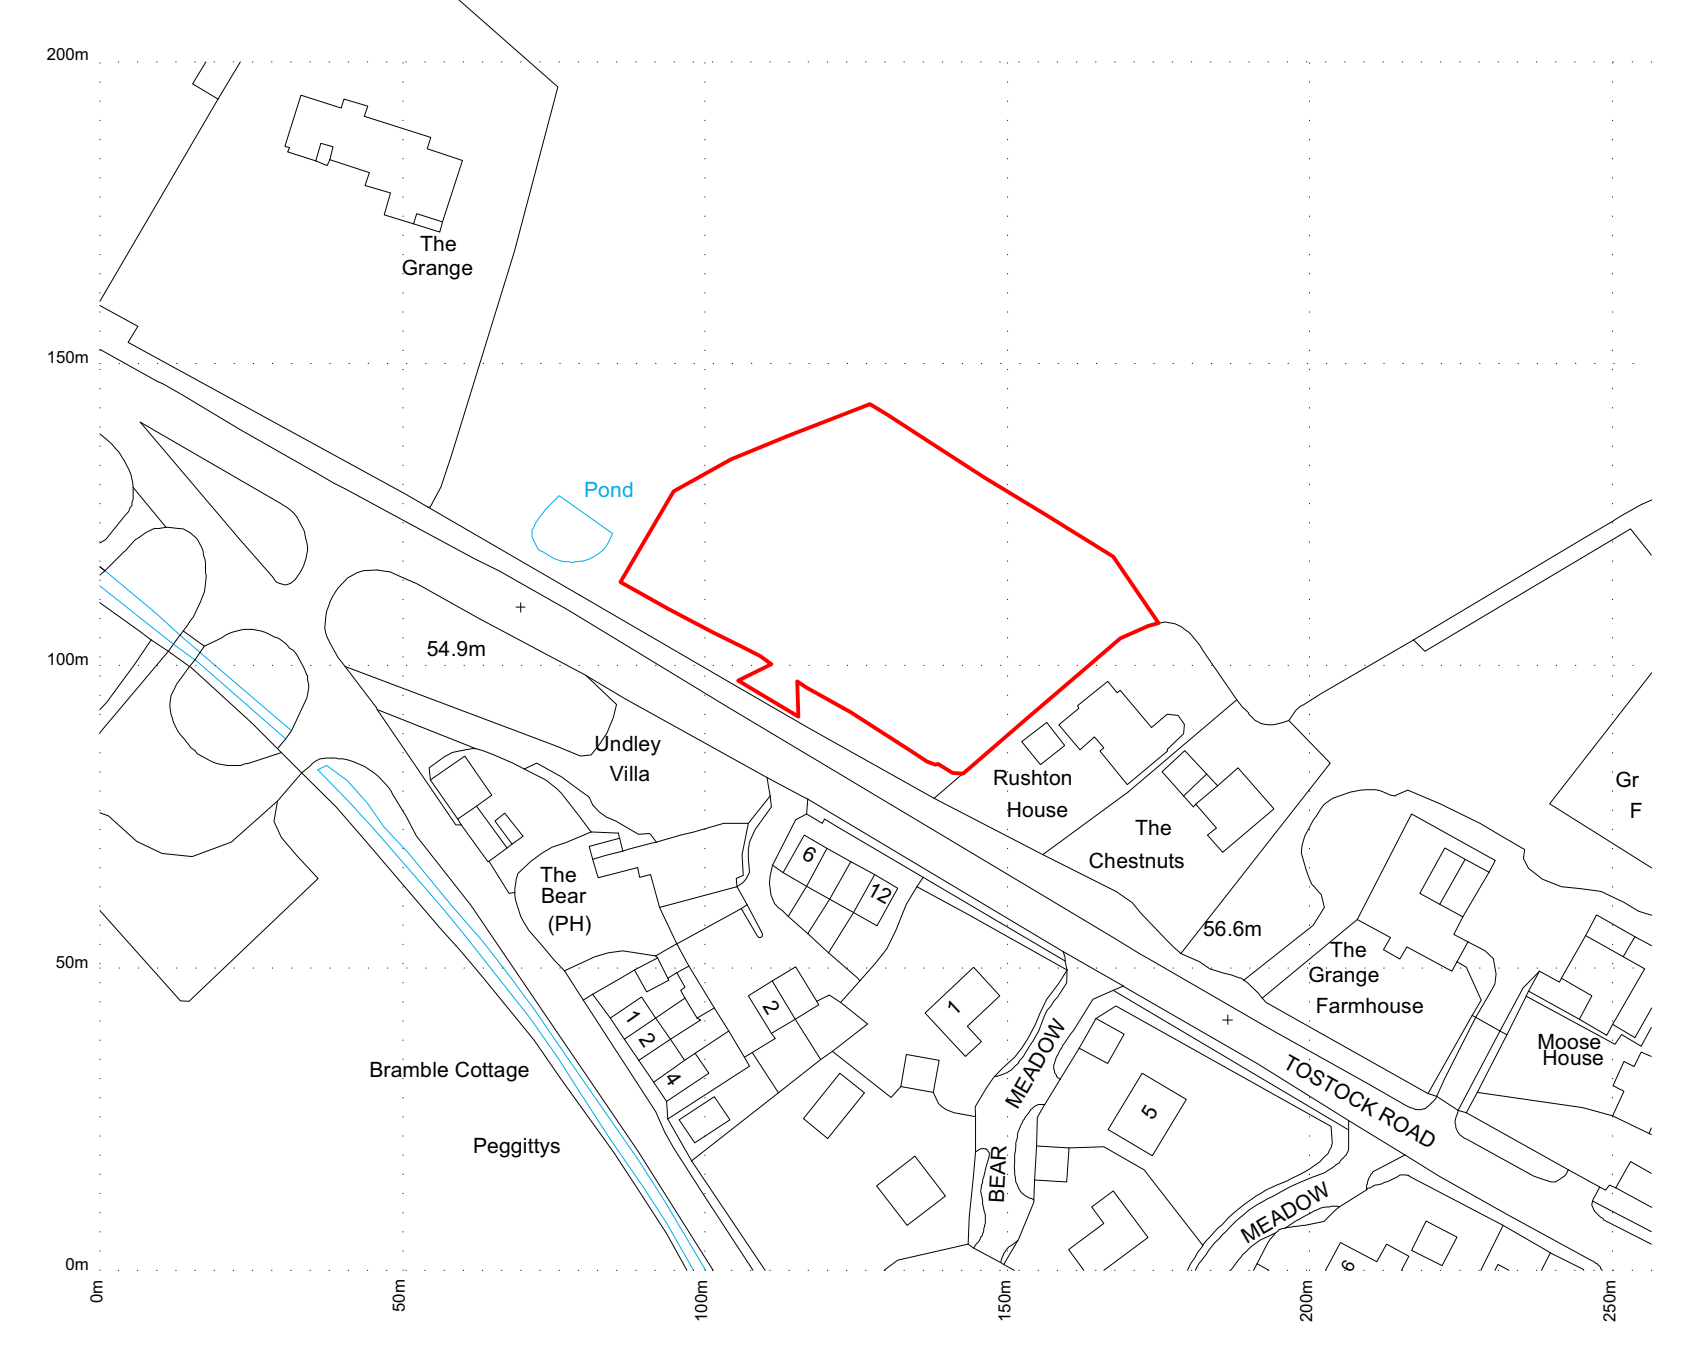 200m
The
Grange
150m
Pond
100m
54.9m
Undley
Villa
Rushton
House
The
Chestnuts
Gr
F
The
Bear
(PH)
6
12
56.6m
The
Grange
Farmhouse
50m
1
2
4
2
1
MEADOW
BEAR
5
Moose
House
TOSTOCK ROAD
Bramble Cottage
Peggittys
MEADOW
6
0m
0m
50m
100m
150m
200m
250m